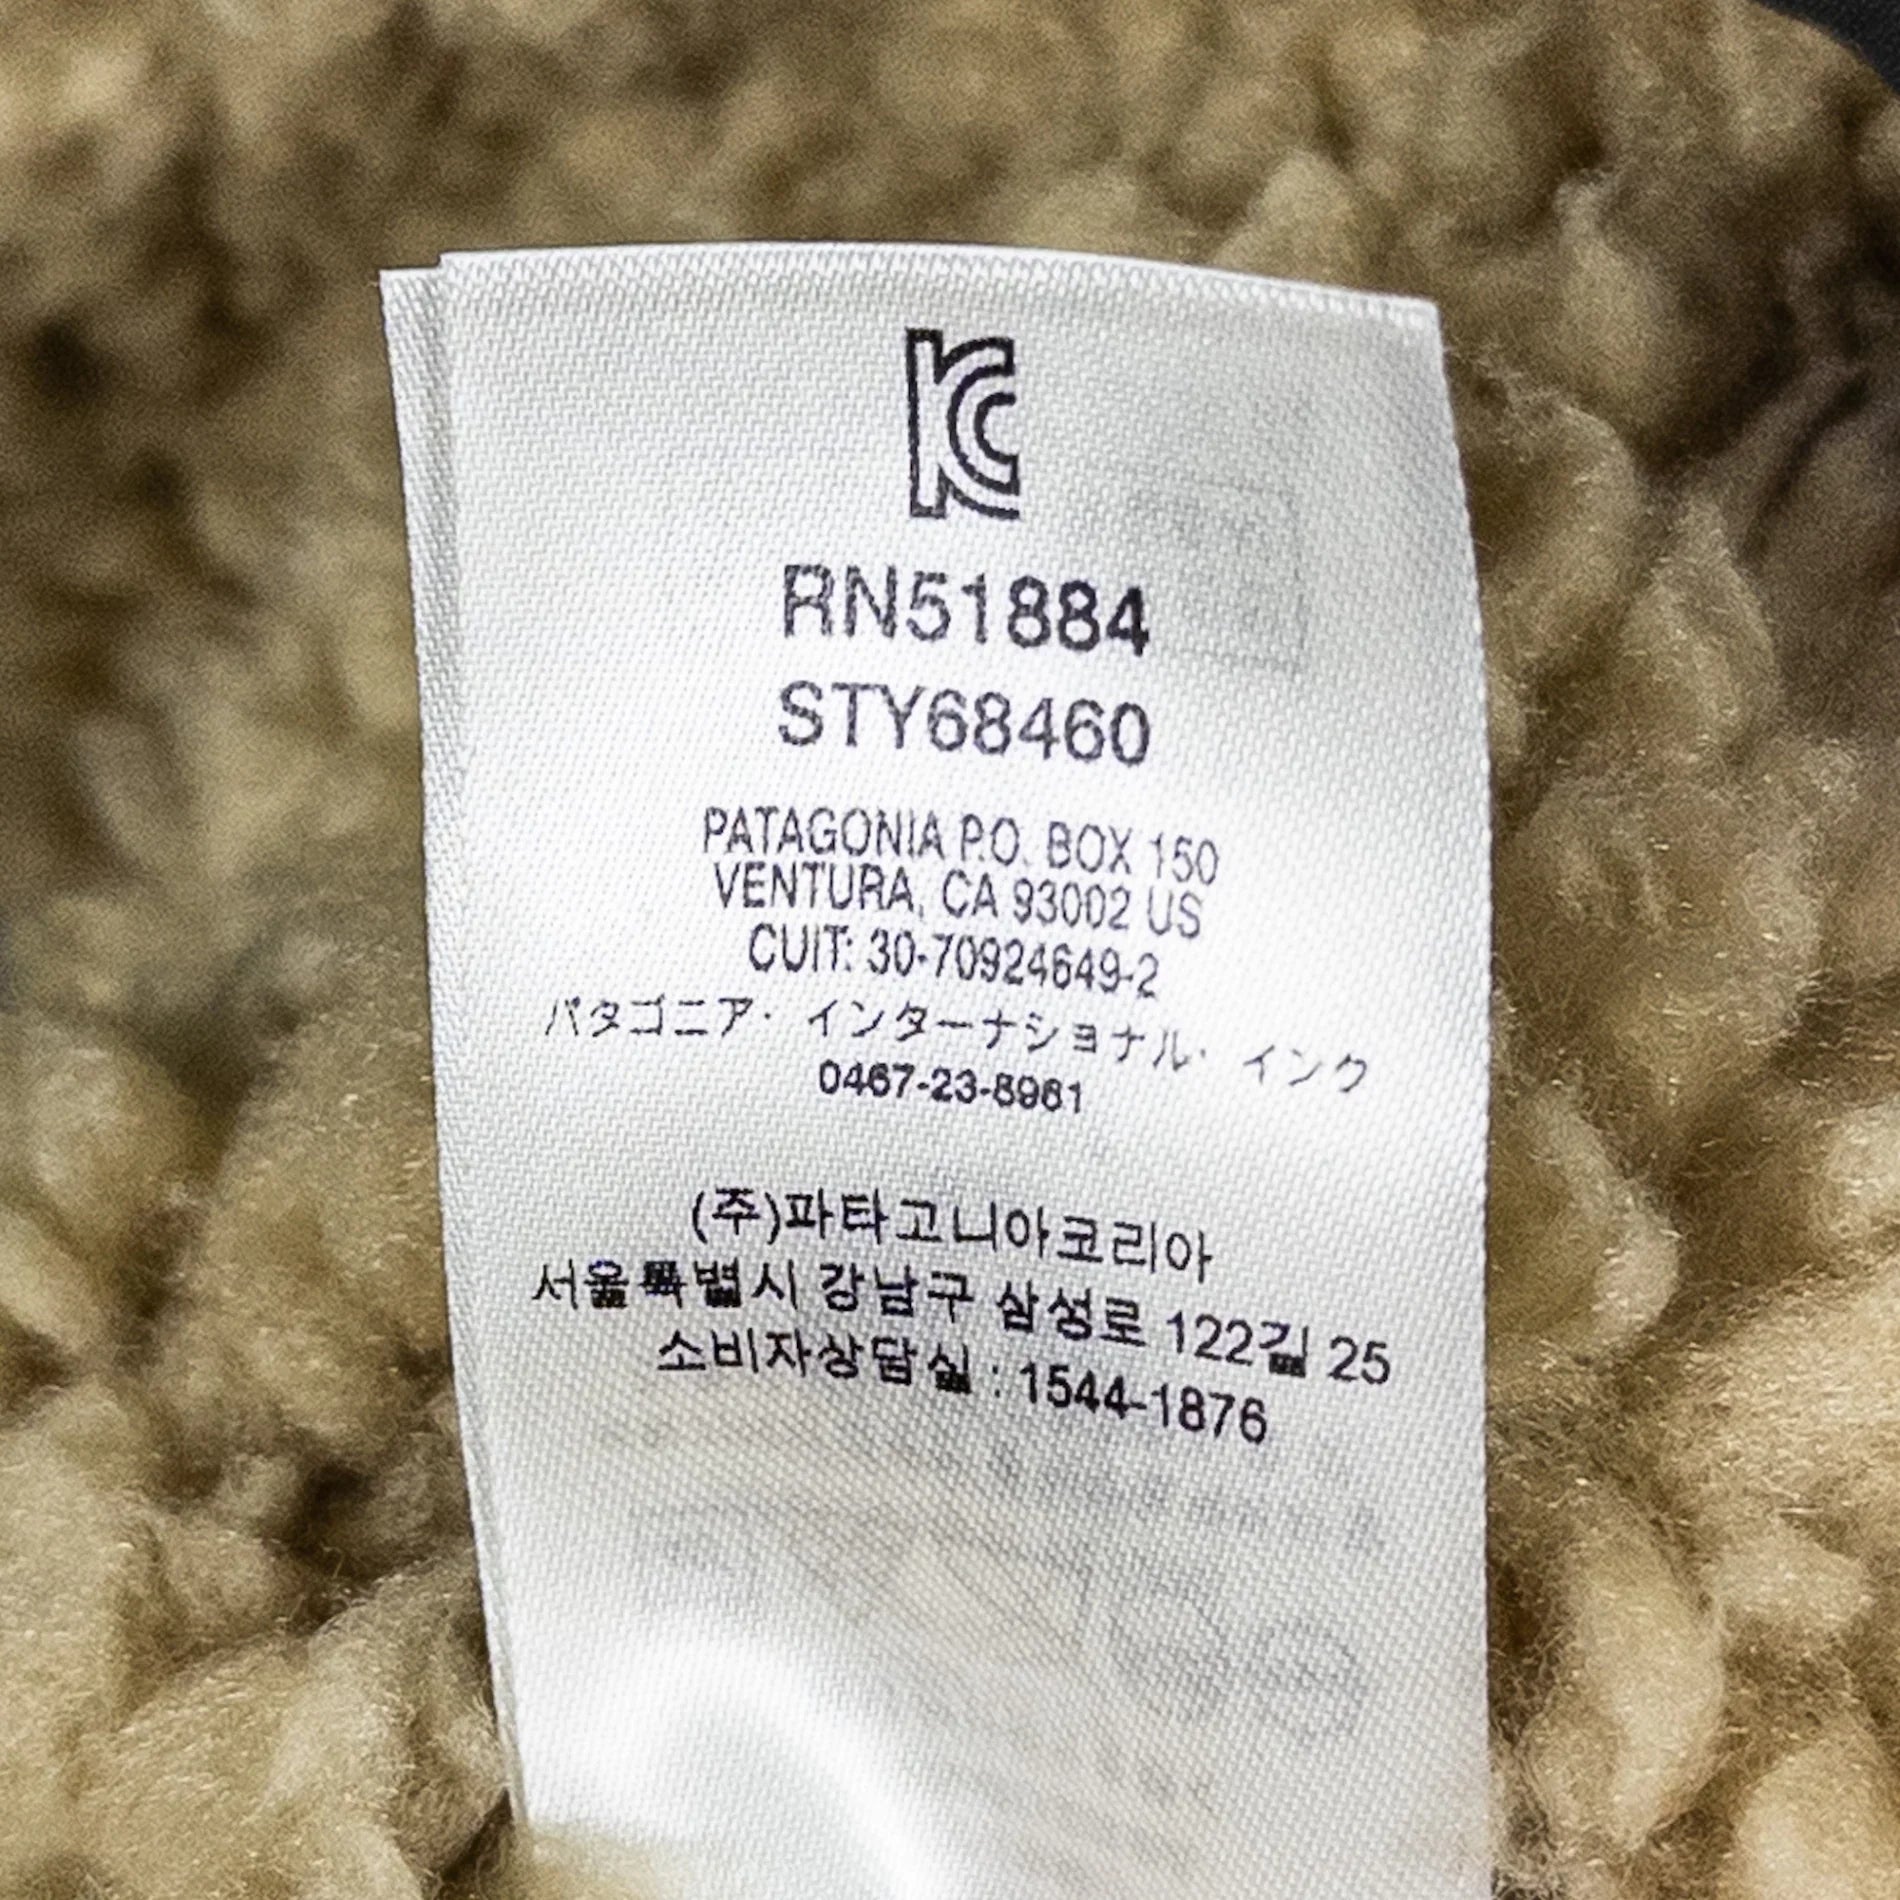 KC
RN51884
STY68460
PATAGONIA P.O. BOX 150
VENTURA, CA 93002 US
CUIT: 30-70924649-2
パタゴニア・インターナショナル・インク
0467-23-8961
(주)파타고니아코리아
서울특별시 강남구 삼성로 122길 25
소비자상담실 : 1544-1876